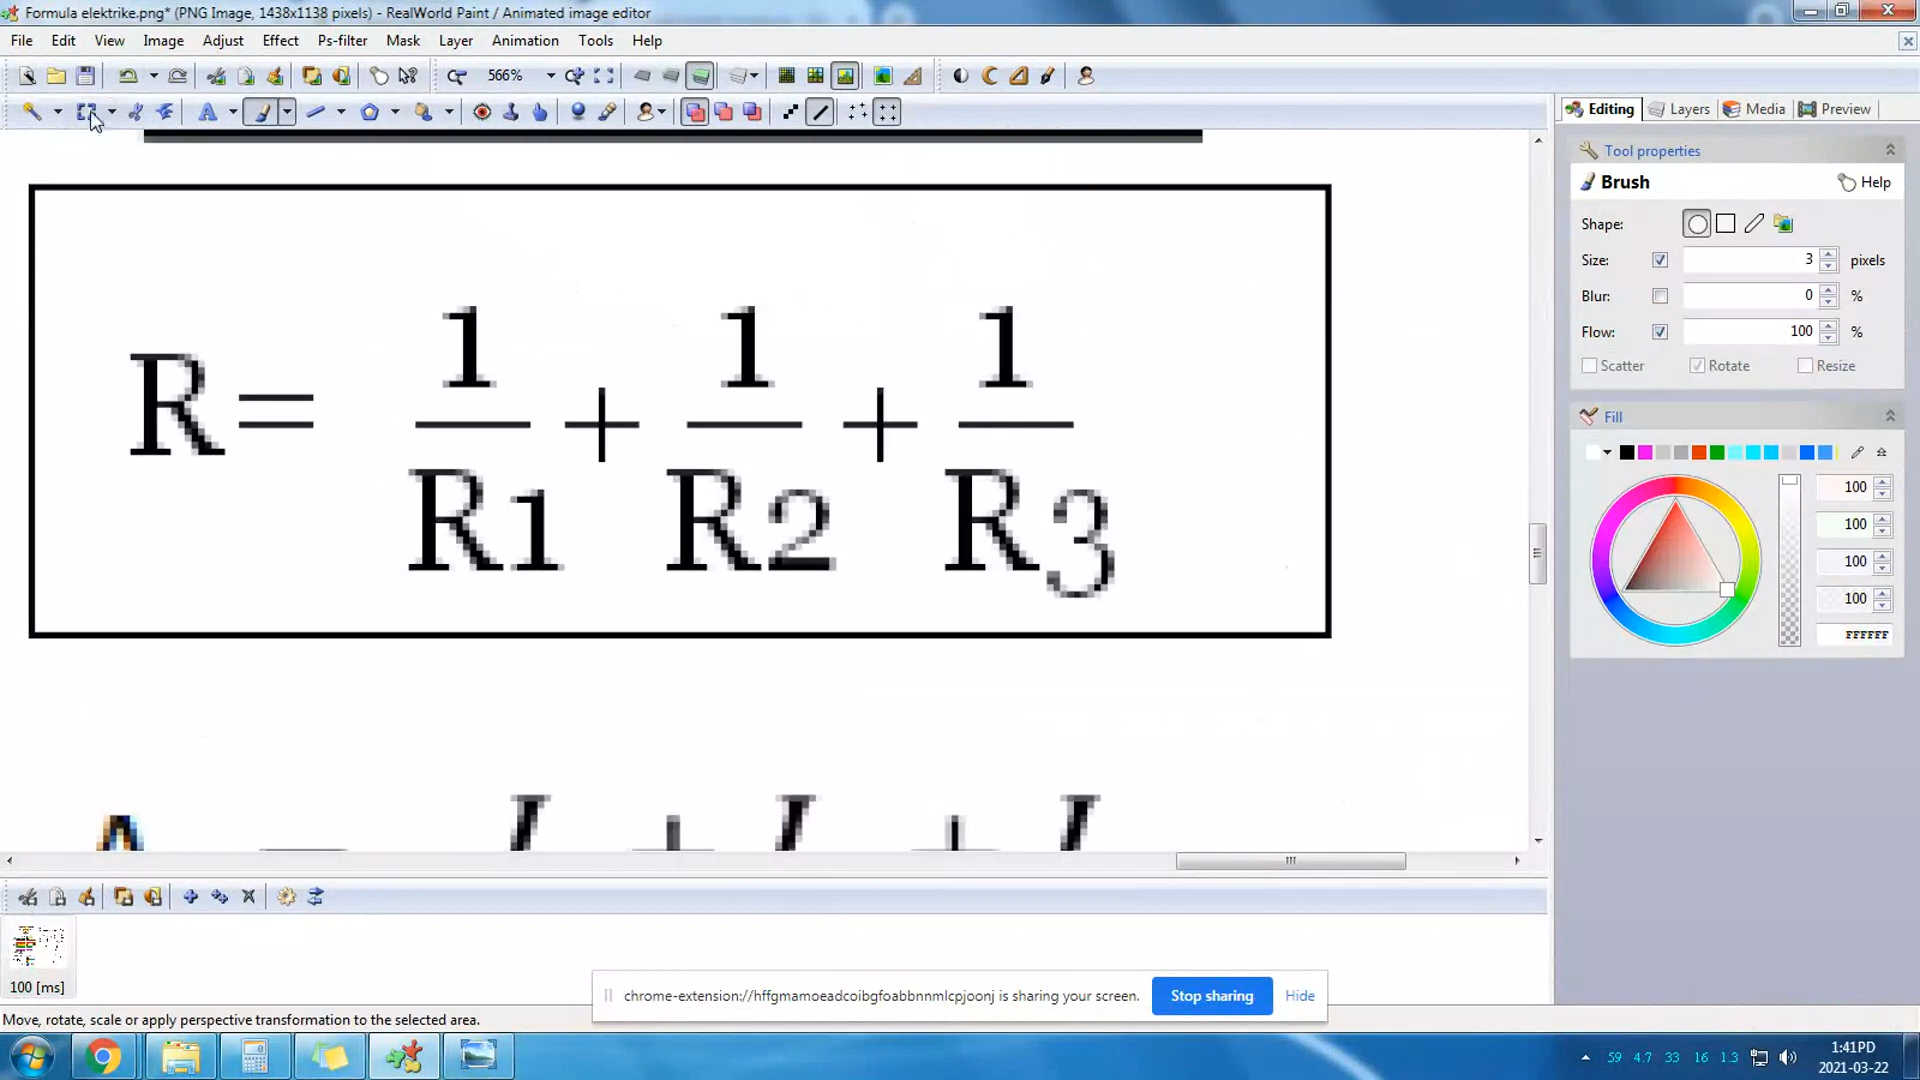 Formula elektrike.png* (PNG Image, 1438x1138 pixels) - RealWorld Paint / Animated image editor
File Edit View Image Adjust Effect Ps-filter Mask Layer Animation Tools Help
566%
Editing Layers Media Preview
Tool properties
Brush Help
Shape:
Size: 3 pixels
Blur: 0 %
Flow: 100 %
Scatter Rotate Resize
Fill
100
100
100
100
FFFFFF
1 1 1
R= + +
R1 R2 R3
100 [ms]
chrome-extension://hffgmamoeadcoibgfoabbnnmlcpjoonj is sharing your screen. Stop sharing Hide
Move, rotate, scale or apply perspective transformation to the selected area.
59 4.7 33 16 1.3
1:41PD
2021-03-22